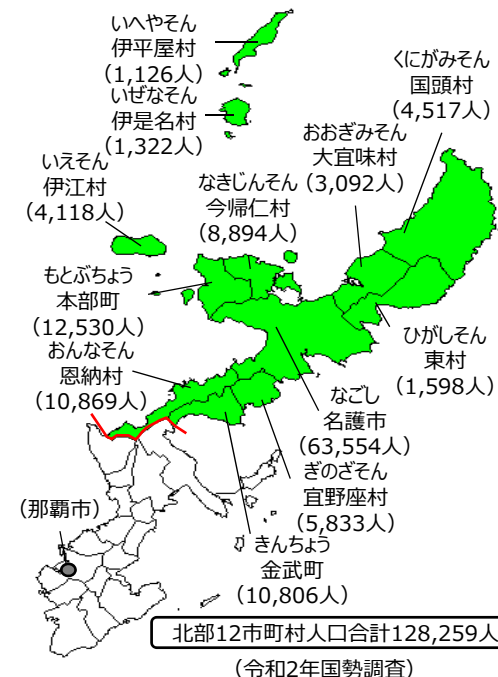 いへやそん
伊平屋村
(1,126人)
いぜなそん
伊是名村
(1,322人)
くにがみそん
国頭村
(4,517人)
おおぎみそん
大宜味村
(3,092人)
いえそん
伊江村
(4,118人)
なきじんそん
今帰仁村
(8,894人)
もとぶちょう
本部町
(12,530人)
おんなそん
恩納村
(10,869人)
ひがしそん
東村
(1,598人)
なごし
名護市
(63,554人)
ぎのざそん
宜野座村
(5,833人)
きんちょう
金武町
(10,806人)
(那覇市)
北部12市町村人口合計128,259人
(令和2年国勢調査)